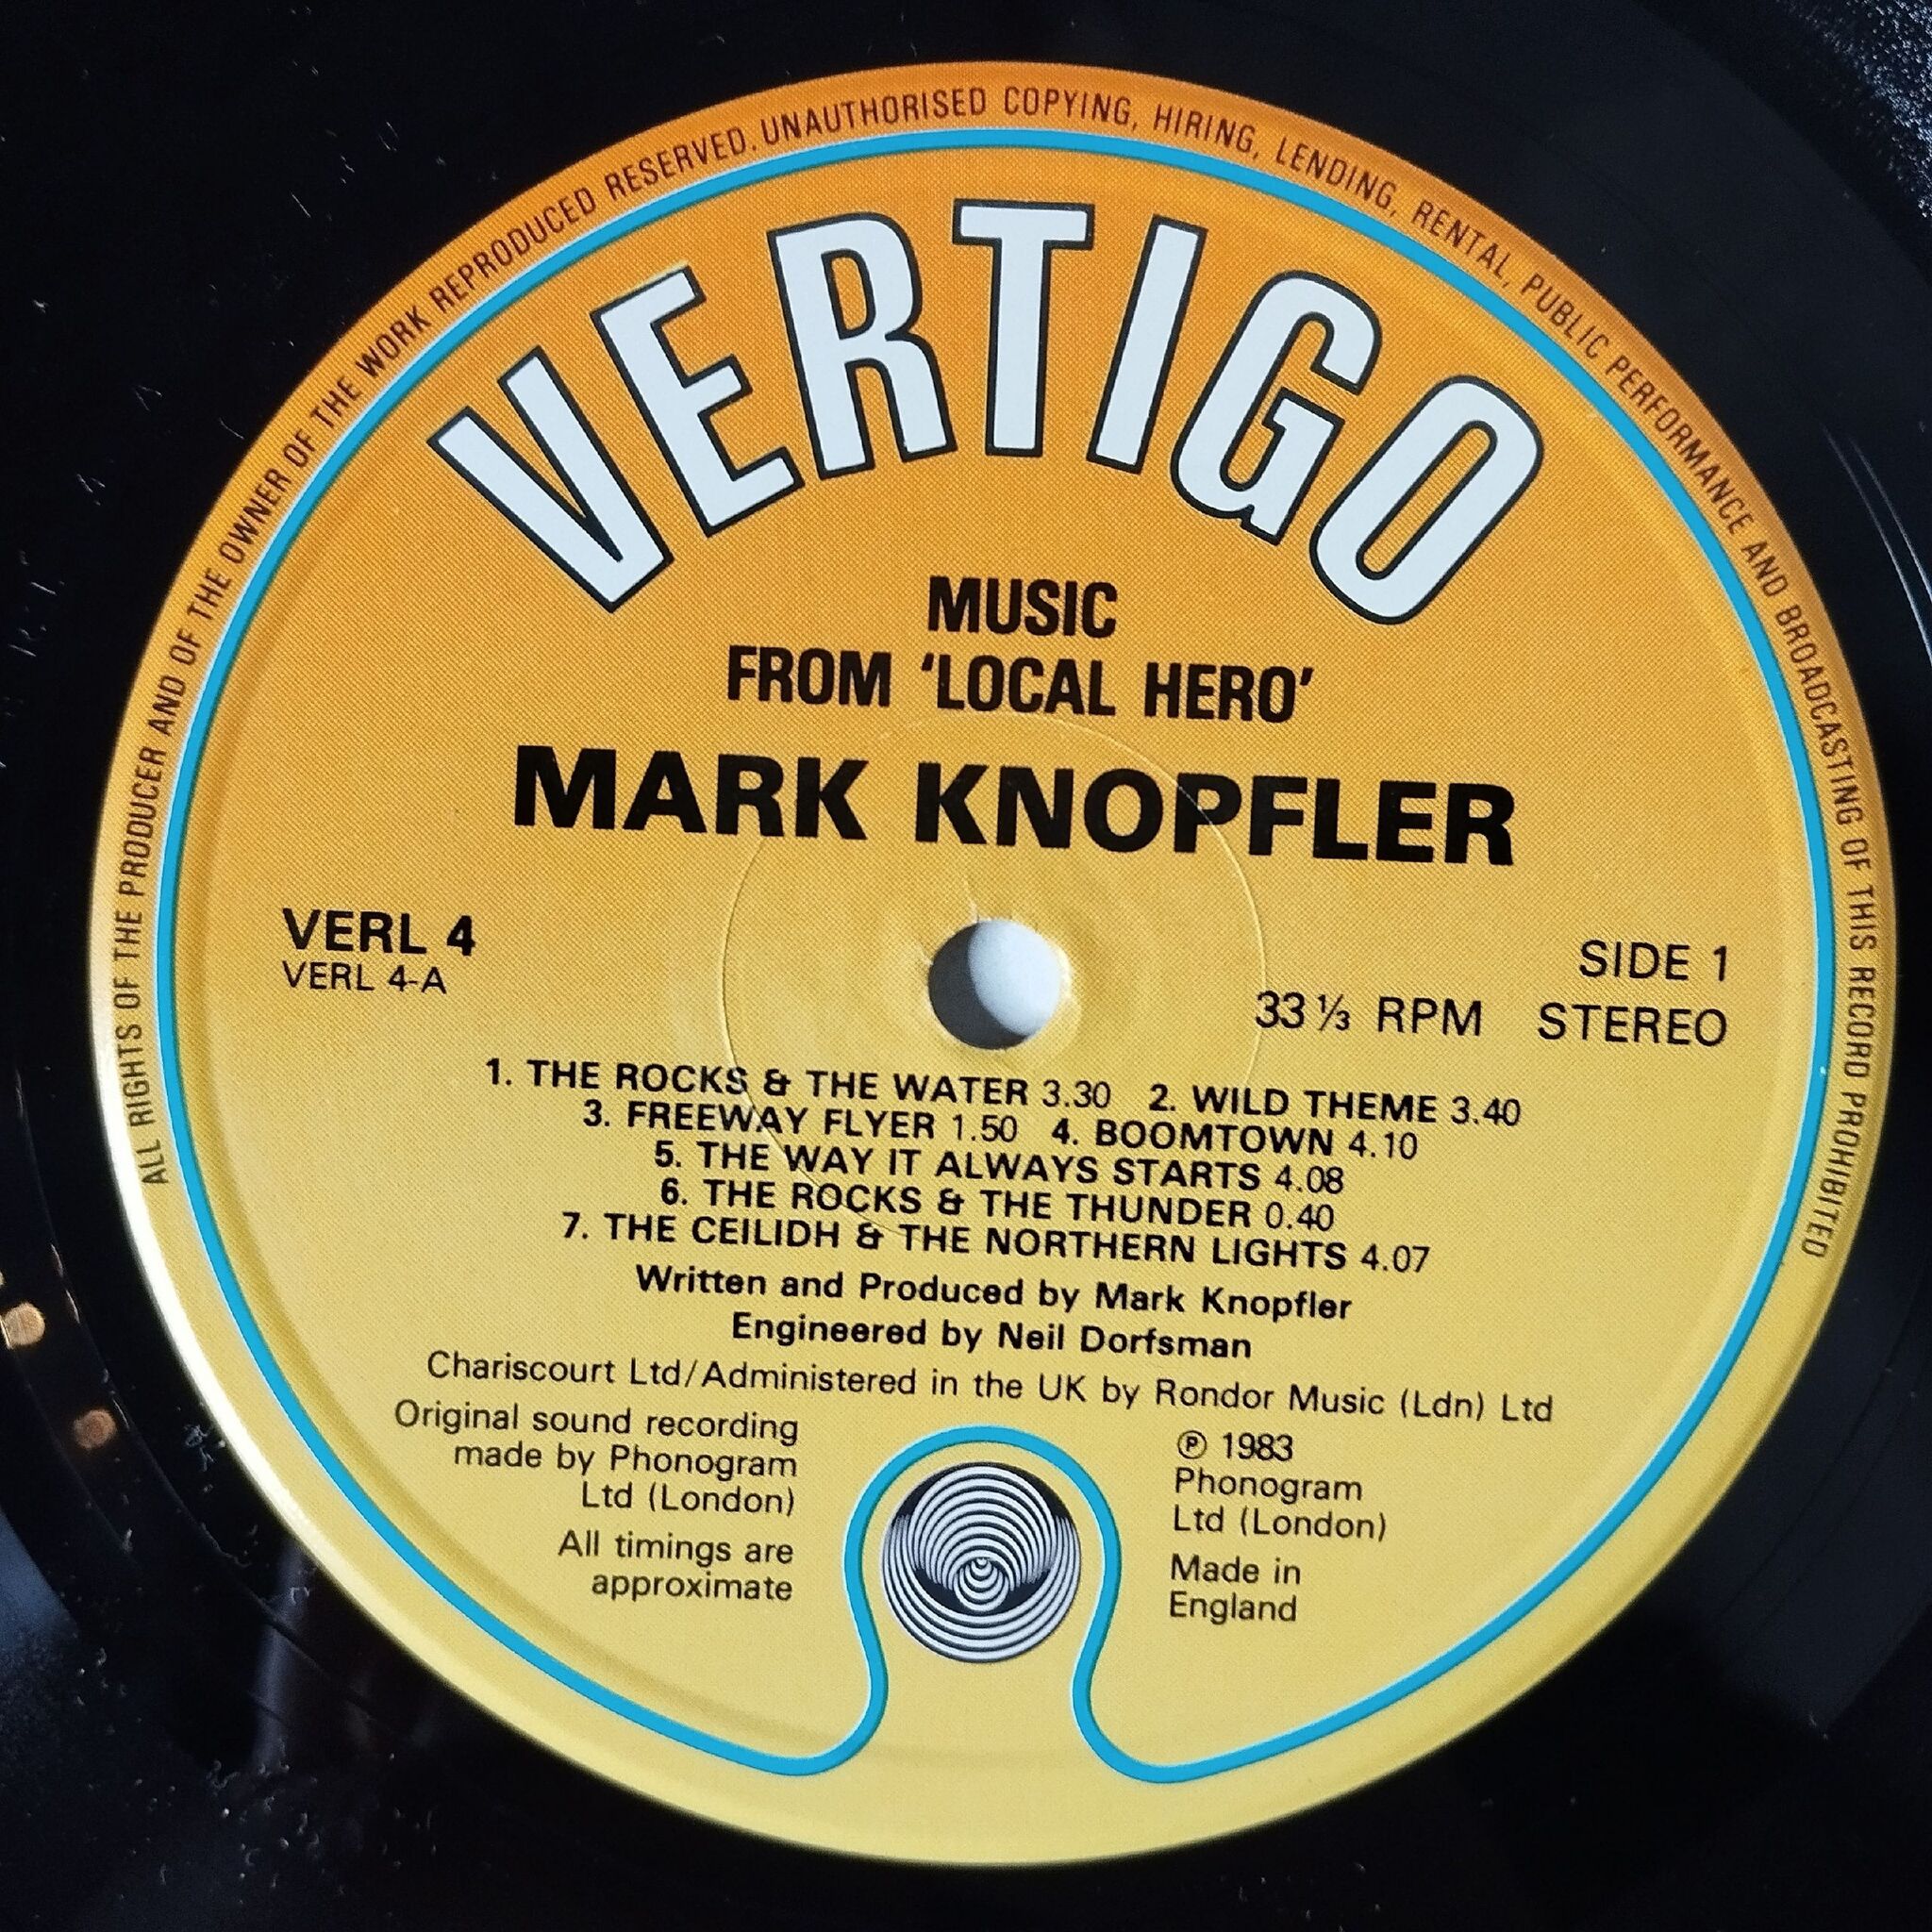 ALL RIGHTS OF THE PRODUCER AND OF THE OWNER OF THE WORK REPRODUCED RESERVED. UNAUTHORISED COPYING, HIRING, LENDING, RENTAL, PUBLIC PERFORMANCE AND BROADCASTING OF THIS RECORD PROHIBITED
VERTIGO
MUSIC
FROM ‘LOCAL HERO’
MARK KNOPFLER
VERL 4
VERL 4-A
SIDE 1
33 ⅓ RPM STEREO
1. THE ROCKS & THE WATER 3.30 2. WILD THEME 3.40
3. FREEWAY FLYER 1.50 4. BOOMTOWN 4.10
5. THE WAY IT ALWAYS STARTS 4.08
6. THE ROCKS & THE THUNDER 0.40
7. THE CEILIDH & THE NORTHERN LIGHTS 4.07
Written and Produced by Mark Knopfler
Engineered by Neil Dorfsman
Chariscourt Ltd/Administered in the UK by Rondor Music (Ldn) Ltd
Original sound recording
made by Phonogram
Ltd (London)
All timings are
approximate
℗ 1983
Phonogram
Ltd (London)
Made in
England